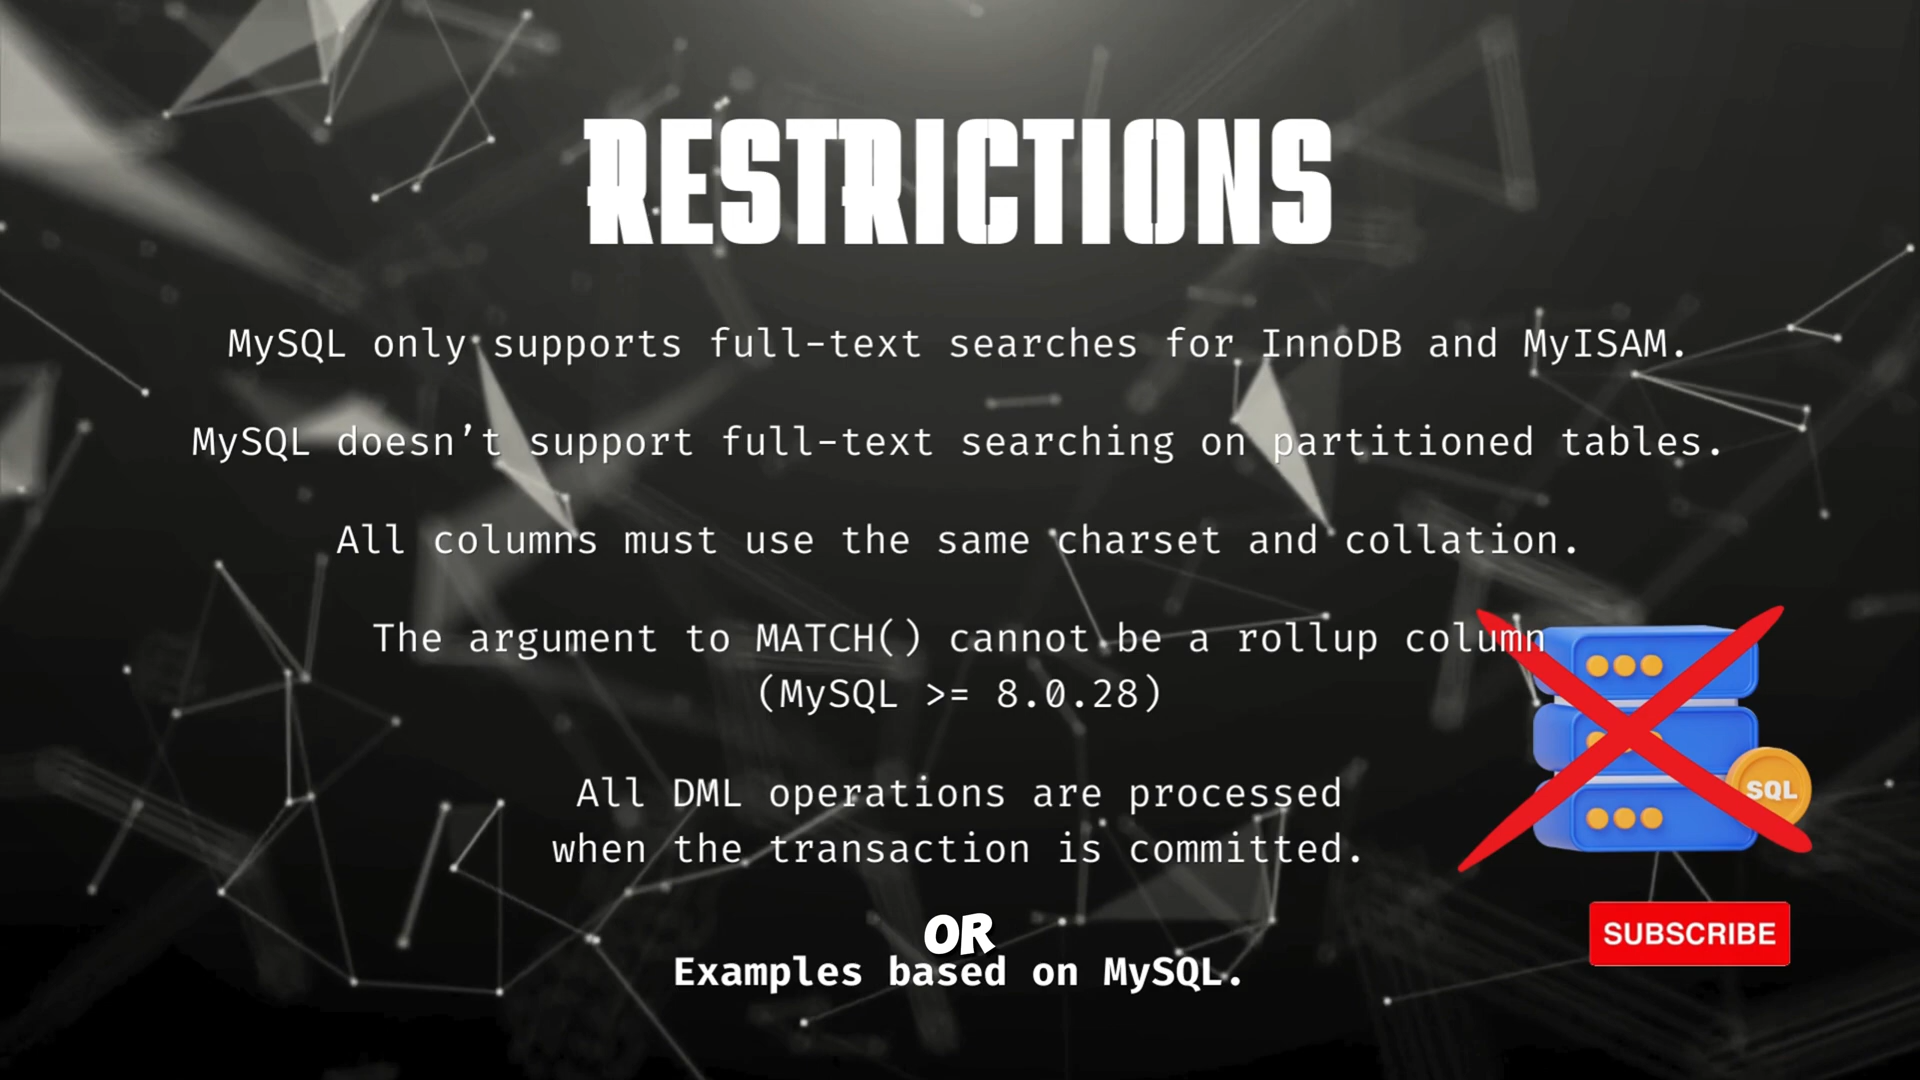 RESTRICTIONS
MySQL only supports full-text searches for InnoDB and MyISAM.
MySQL doesn’t support full-text searching on partitioned tables.
All columns must use the same charset and collation.
The argument to MATCH() cannot be a rollup column
(MySQL >= 8.0.28)
SQL
All DML operations are processed
when the transaction is committed.
OR
SUBSCRIBE
Examples based on MySQL.